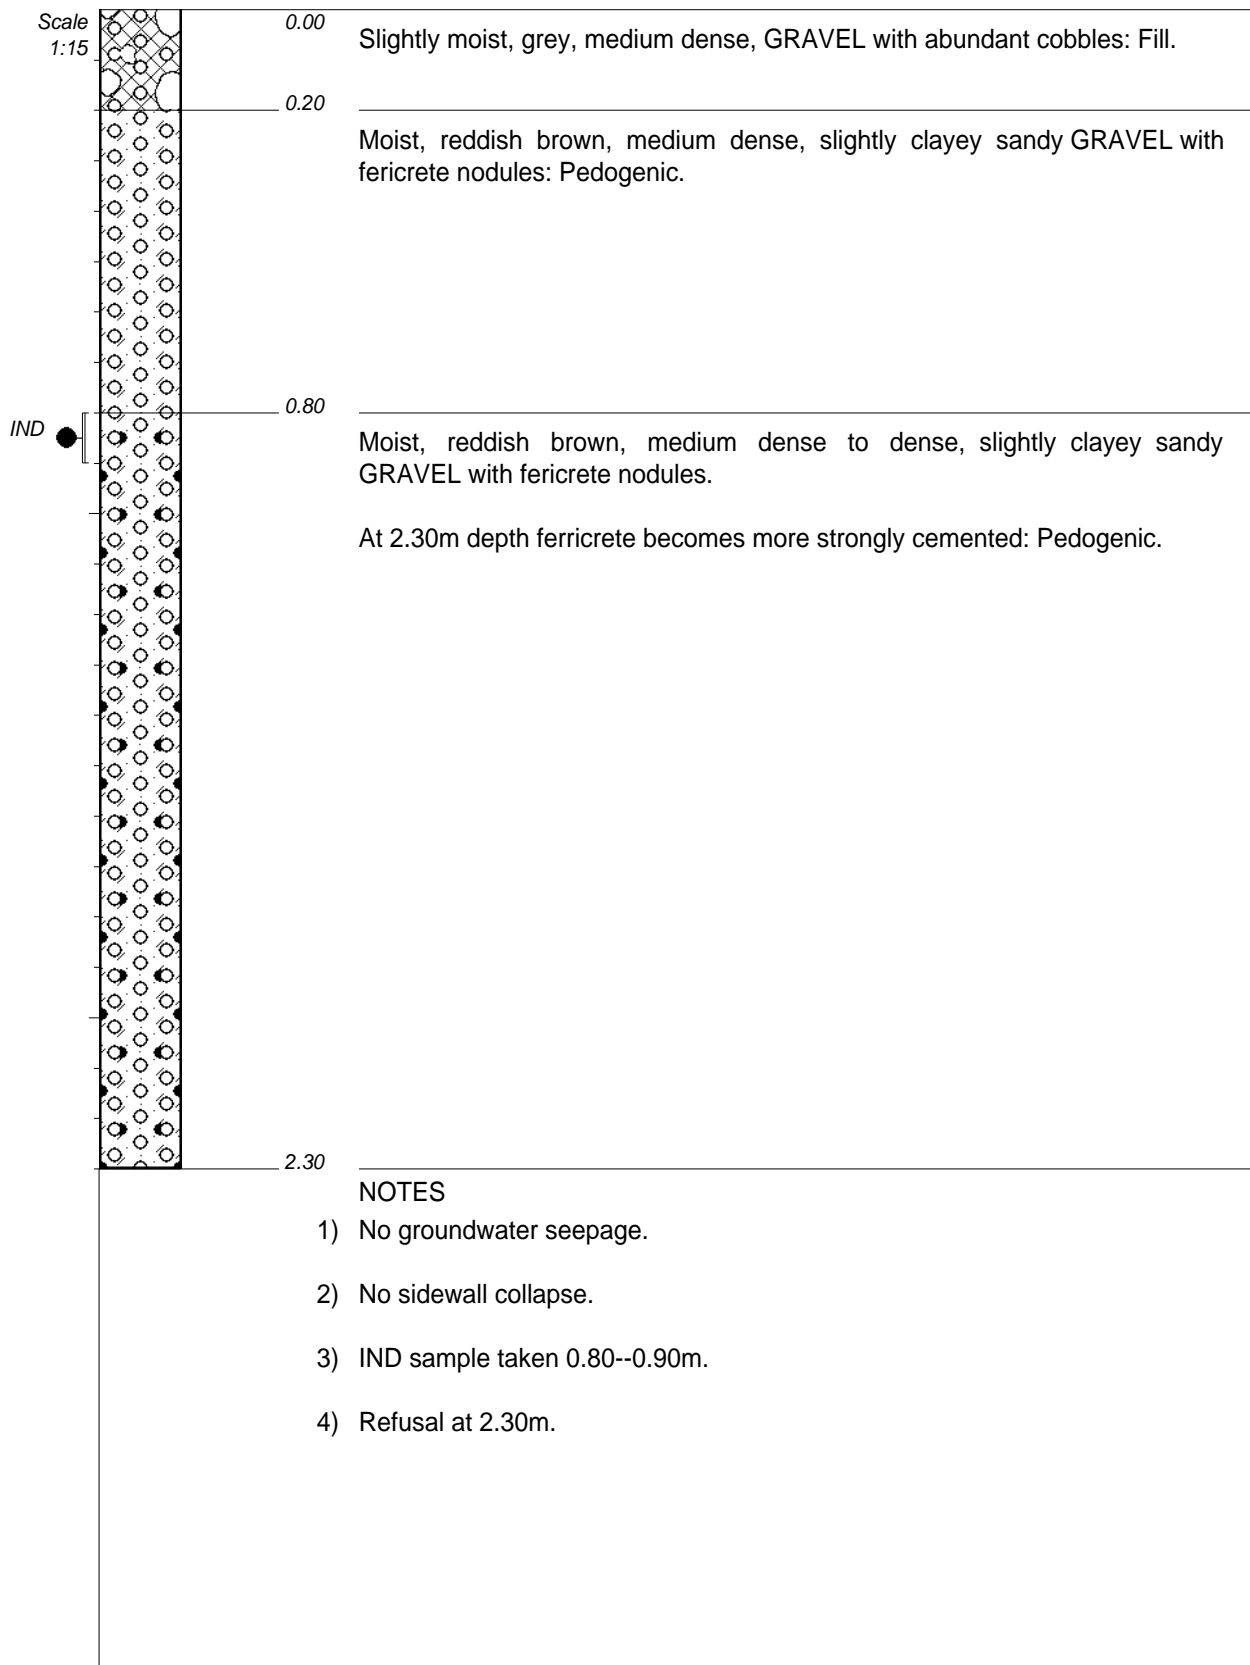 Scale
1:15
0.00
Slightly moist, grey, medium dense, GRAVEL with abundant cobbles: Fill.
0.20
Moist, reddish brown, medium dense, slightly clayey sandy GRAVEL with
fericrete nodules: Pedogenic.
0.80
IND
Moist, reddish brown, medium dense to dense, slightly clayey sandy
GRAVEL with fericrete nodules.
At 2.30m depth ferricrete becomes more strongly cemented: Pedogenic.
2.30
NOTES
1) No groundwater seepage.
2) No sidewall collapse.
3) IND sample taken 0.80--0.90m.
4) Refusal at 2.30m.